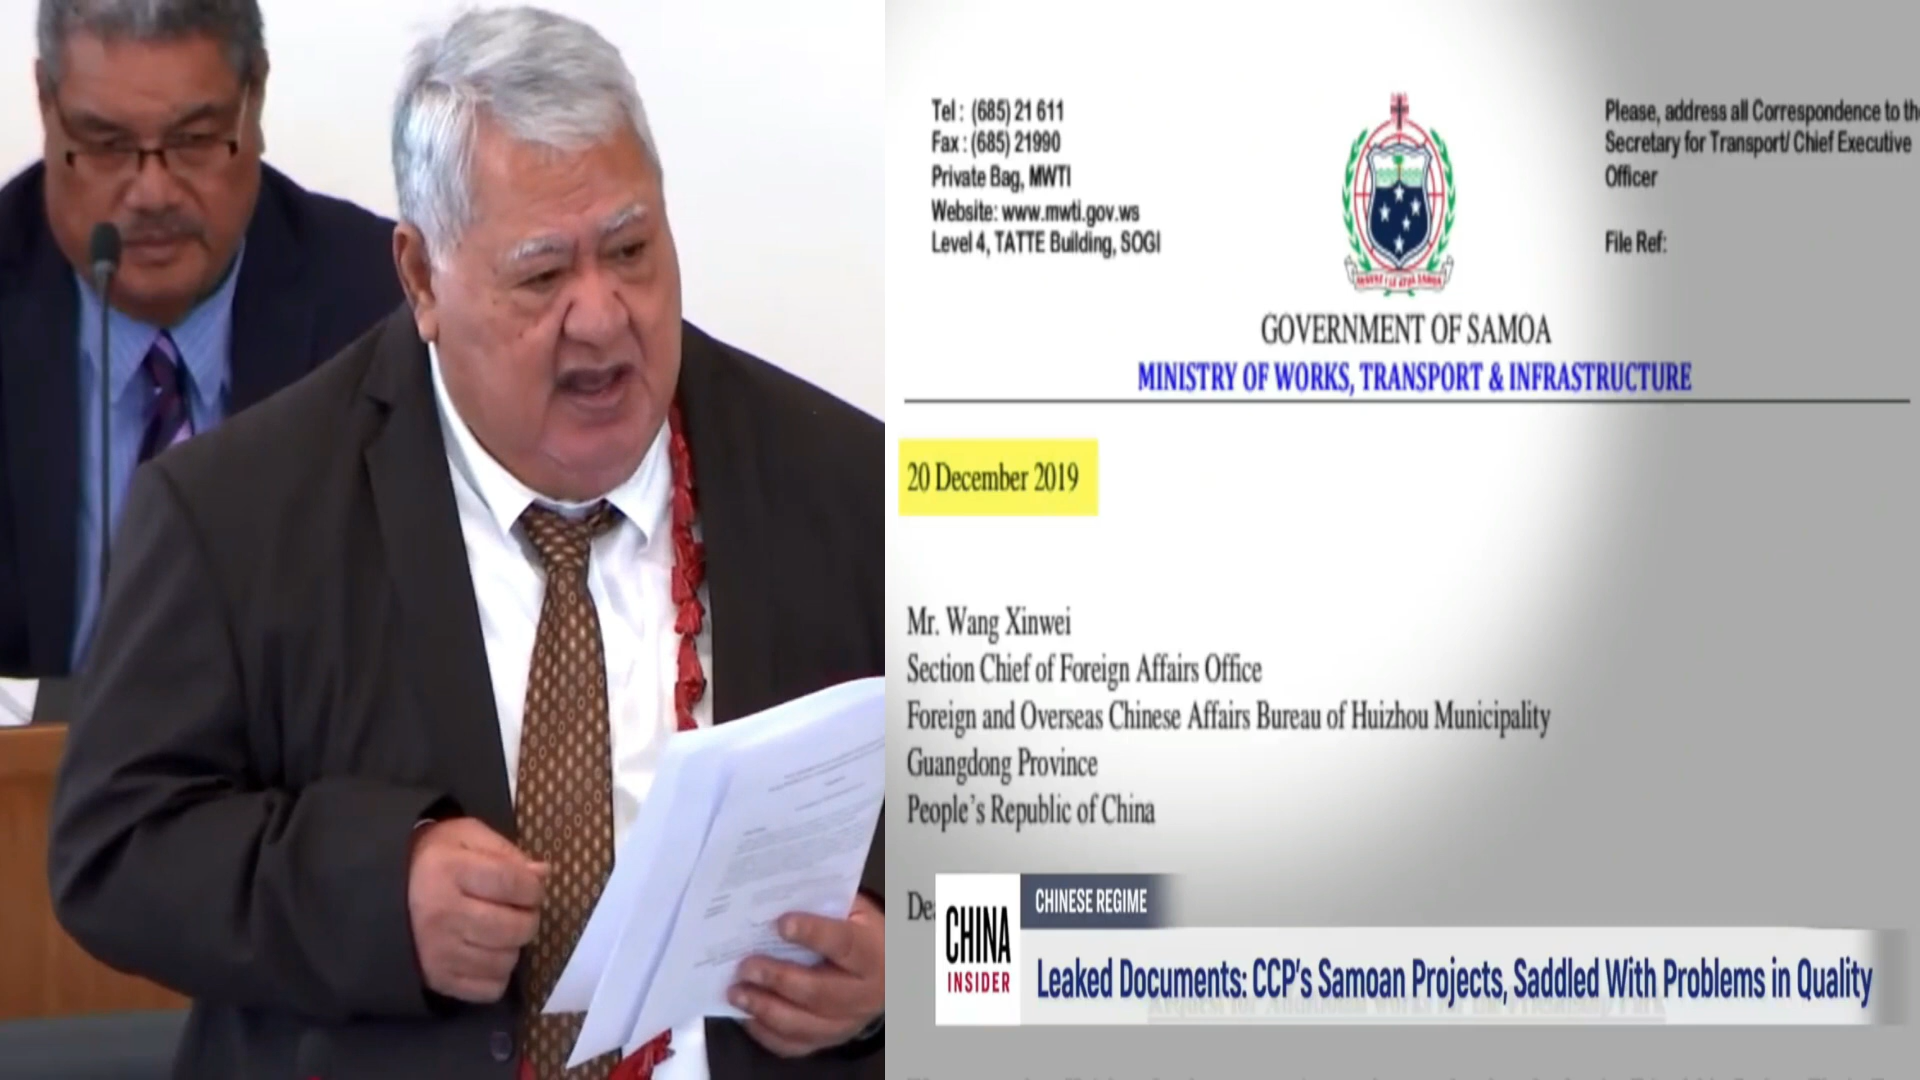 Tel : (685) 21 611
Fax : (685) 21990
Private Bag, MWTI
Website: www.mwti.gov.ws
Level 4, TATTE Building, SOGI
Please, address all Correspondence to th
Secretary for Transport/ Chief Executive
Officer
File Ref:
GOVERNMENT OF SAMOA
MINISTRY OF WORKS, TRANSPORT & INFRASTRUCTURE
20 December 2019
Mr. Wang Xinwei
Section Chief of Foreign Affairs Office
Foreign and Overseas Chinese Affairs Bureau of Huizhou Municipality
Guangdong Province
People's Republic of China
De
CHINA
INSIDER
CHINESE REGIME
Leaked Documents: CCP's Samoan Projects, Saddled With Problems in Quality